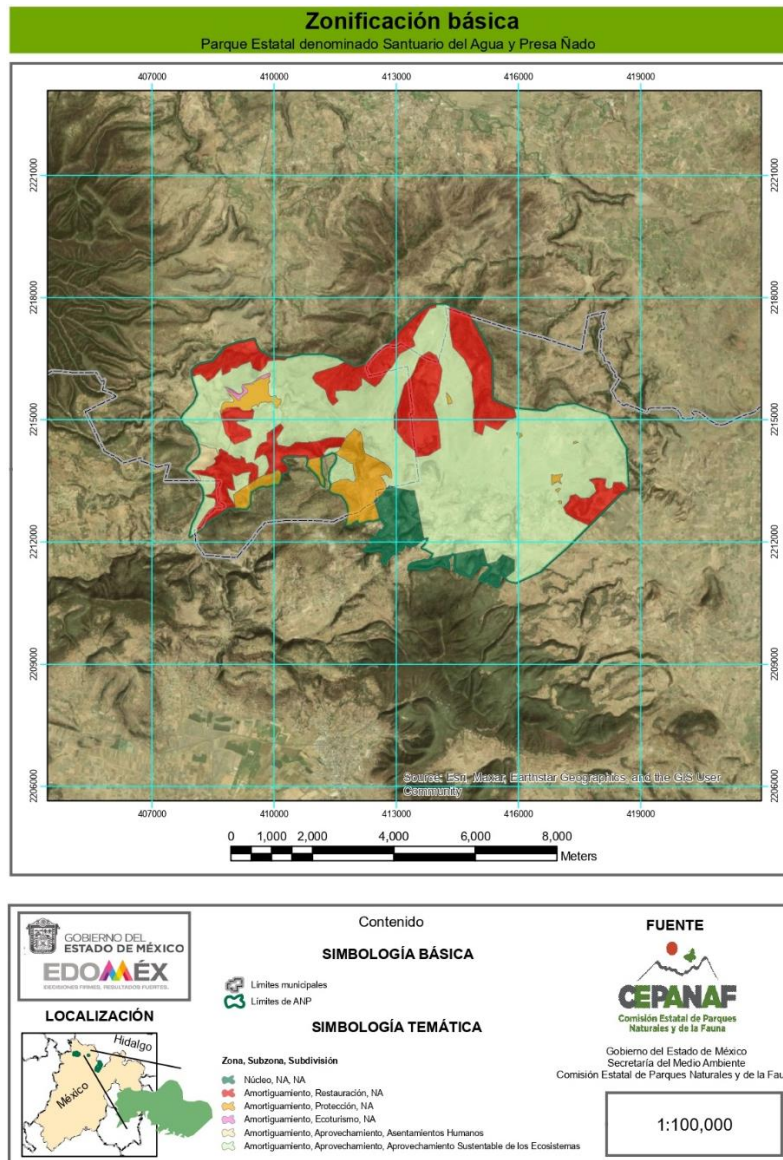 Zonificación básica
Parque Estatal denominado Santuario del Agua y Presa Ñado
407000 410000 413000 416000 419000
2221000 2221000
2218000 2218000
2215000 2215000
2212000 2212000
2209000 2209000
2206000 2206000
Source: Esri, Maxar, Earthstar Geographics, and the GIS User
Community
407000 410000 413000 416000 419000
0 1,000 2,000 4,000 6,000 8,000
Meters
GOBIERNO DEL
ESTADO DE MÉXICO
EDOMÉX
DECISIONES FIRMES, RESULTADOS FUERTES.
LOCALIZACIÓN
Hidalgo
México
Contenido
SIMBOLOGÍA BÁSICA
Límites municipales
Límites de ANP
SIMBOLOGÍA TEMÁTICA
Zona, Subzona, Subdivisión
Núcleo, NA, NA
Amortiguamiento, Restauración, NA
Amortiguamiento, Protección, NA
Amortiguamiento, Ecoturismo, NA
Amortiguamiento, Aprovechamiento, Asentamientos Humanos
Amortiguamiento, Aprovechamiento, Aprovechamiento Sustentable de los Ecosistemas
FUENTE
CEPANAF
Comisión Estatal de Parques
Naturales y de la Fauna
Gobierno del Estado de México
Secretaría del Medio Ambiente
Comisión Estatal de Parques Naturales y de la Fau
1:100,000